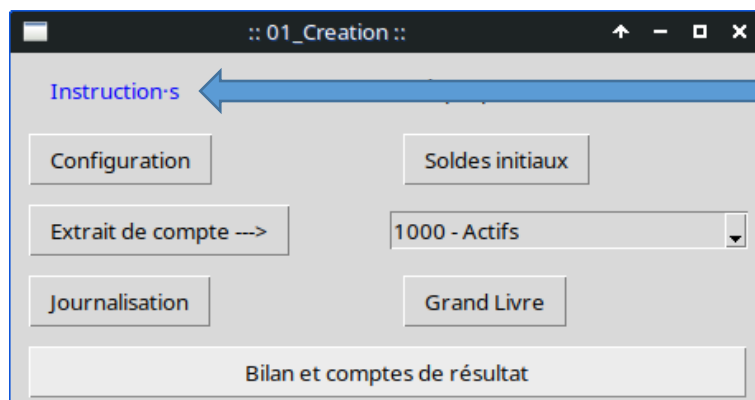 :: 01_Creation ::
Instruction·s
Configuration
Soldes initiaux
Extrait de compte --->
1000 - Actifs
Journalisation
Grand Livre
Bilan et comptes de résultat